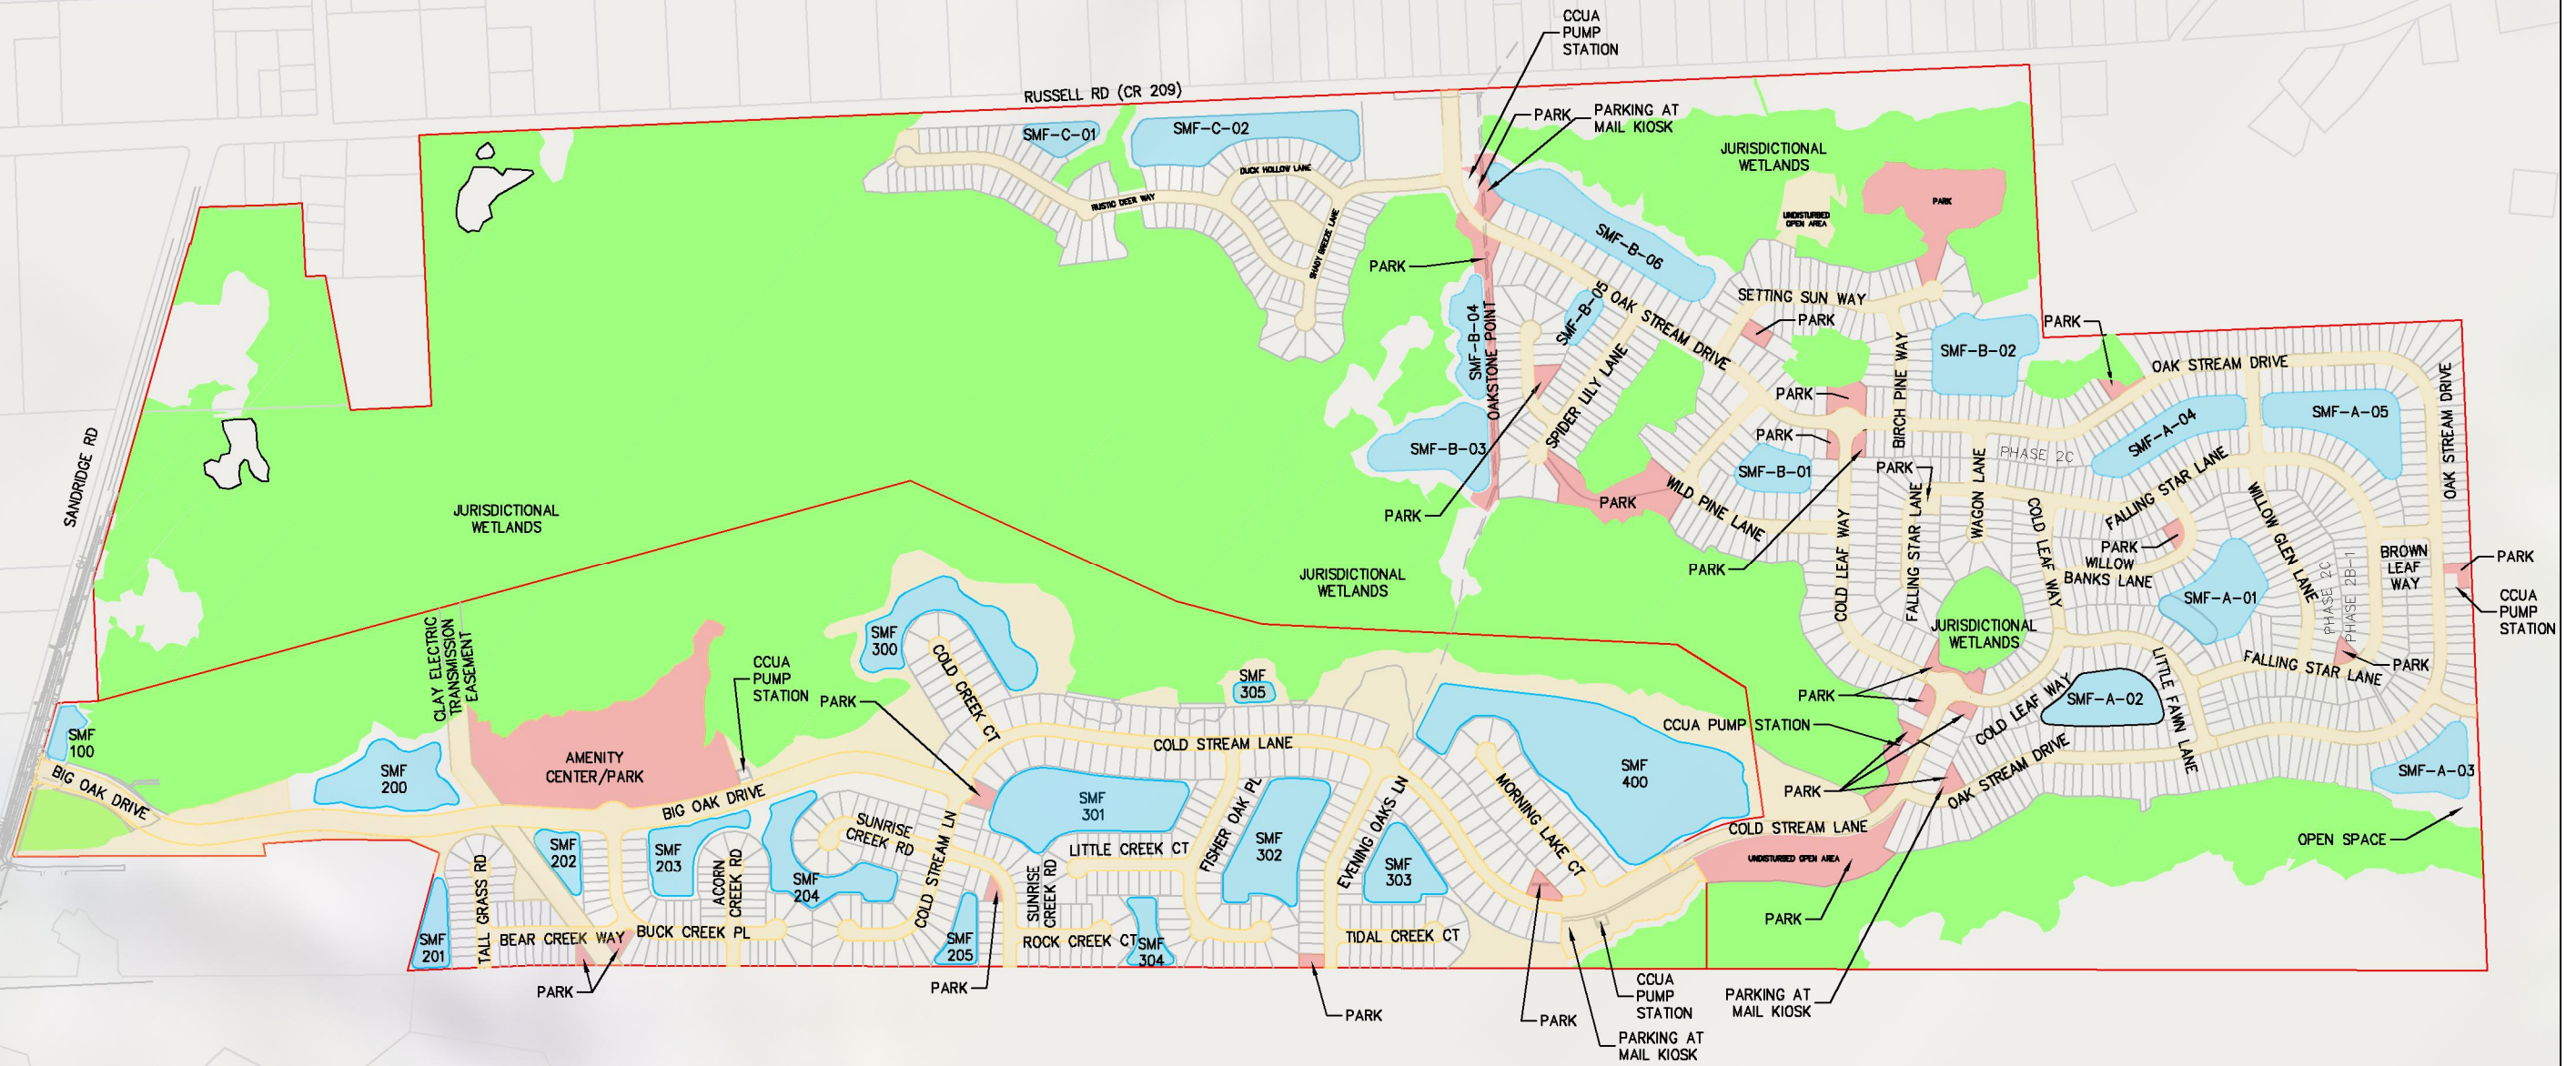 CCUA
PUMP
STATION
RUSSELL RD (CR 209)
PARK
PARKING AT
MAIL KIOSK
SMF-C-01
SMF-C-02
JURISDICTIONAL
WETLANDS
DUCK HOLLOW LANE
RUSTIC DEER WAY
SHADY BREEZE LANE
PARK
UNDISTURBED
OPEN AREA
SMF-B-06
PARK
SMF-B-05
OAK STREAM DRIVE
SETTING SUN WAY
PARK
SMF-B-04
OAKSTONE POINT
SPIDER LILY LANE
BIRCH PINE WAY
SMF-B-02
PARK
OAK STREAM DRIVE
OAK STREAM DRIVE
PARK
SMF-A-05
SMF-A-04
PARK
SMF-B-03
PHASE 2C
SMF-B-01
PARK
FALLING STAR LANE
SANDRIDGE RD
WILD PINE LANE
PARK
PARK
JURISDICTIONAL
WETLANDS
COLD LEAF WAY
FALLING STAR LANE
WAGON LANE
COLD LEAF WAY
WILLOW GLEN LANE
PARK
WILLOW
BANKS LANE
BROWN
LEAF
WAY
PARK
PARK
JURISDICTIONAL
WETLANDS
SMF-A-01
PHASE 2C
PHASE 2B-1
CCUA
PUMP
STATION
CLAY ELECTRIC
TRANSMISSION
EASEMENT
SMF
300
COLD CREEK CT
JURISDICTIONAL
WETLANDS
FALLING STAR LANE
PARK
CCUA
PUMP
STATION
PARK
SMF
305
PARK
COLD LEAF WAY
SMF-A-02
LITTLE FAWN LANE
CCUA PUMP STATION
SMF
100
AMENITY
CENTER/PARK
COLD STREAM LANE
SMF
400
SMF-A-03
BIG OAK DRIVE
SMF
200
BIG OAK DRIVE
PARK
OAK STREAM DRIVE
SMF
301
FISHER OAK PL
EVENING OAKS LN
MORNING LAKE CT
COLD STREAM LANE
OPEN SPACE
SUNRISE
CREEK RD
SMF
202
SMF
203
LITTLE CREEK CT
SMF
302
SMF
303
UNDISTURBED OPEN AREA
ACORN
CREEK RD
SMF
204
COLD STREAM LN
SUNRISE
CREEK RD
TALL GRASS RD
PARK
SMF
201
BEAR CREEK WAY
BUCK CREEK PL
SMF
205
ROCK CREEK CT
SMF
304
TIDAL CREEK CT
PARK
PARK
CCUA
PUMP
STATION
PARKING AT
MAIL KIOSK
PARK
PARK
PARKING AT
MAIL KIOSK